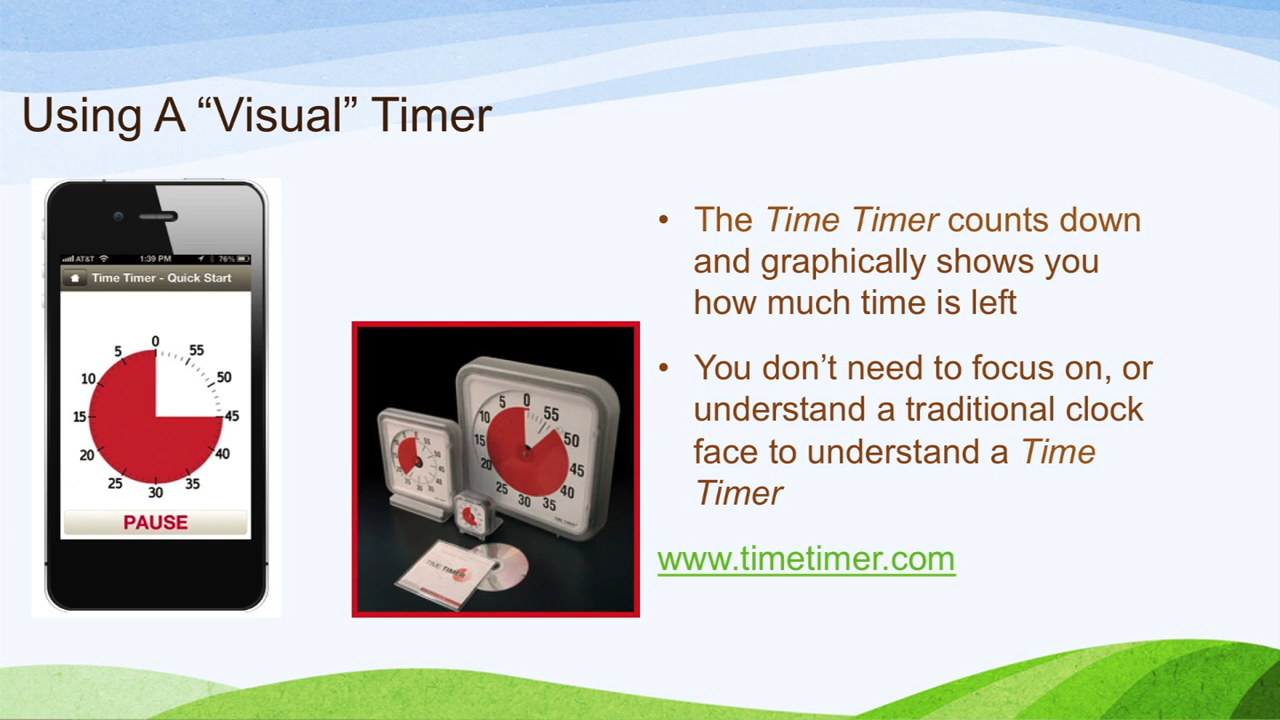 Using A “Visual” Timer
AT&T 1:39 PM 76%
Time Timer - Quick Start
0
5 55
10 50
15 45
20 40
25 35
30
PAUSE
5 0 55
10 50
15 45
20 40
25 30 35
TIME TIMER
• The Time Timer counts down
and graphically shows you
how much time is left
• You don’t need to focus on, or
understand a traditional clock
face to understand a Time
Timer
www.timetimer.com